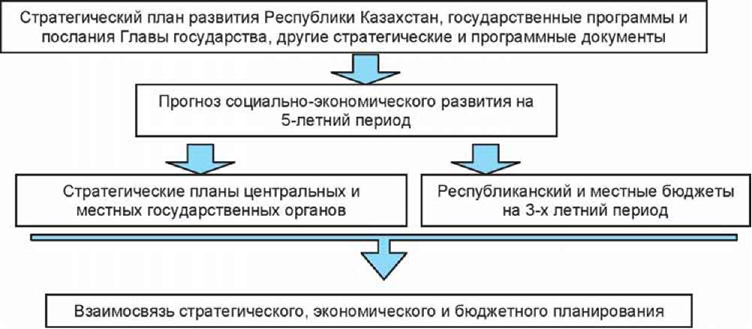 Стратегический план развития Республики Казахстан, государственные программы и
послания Главы государства, другие стратегические и программные документы
Прогноз социально-экономического развития на
5-летний период
Стратегические планы центральных и
местных государственных органов
Республиканский и местные бюджеты
на 3-х летний период
Взаимосвязь стратегического, экономического и бюджетного планирования